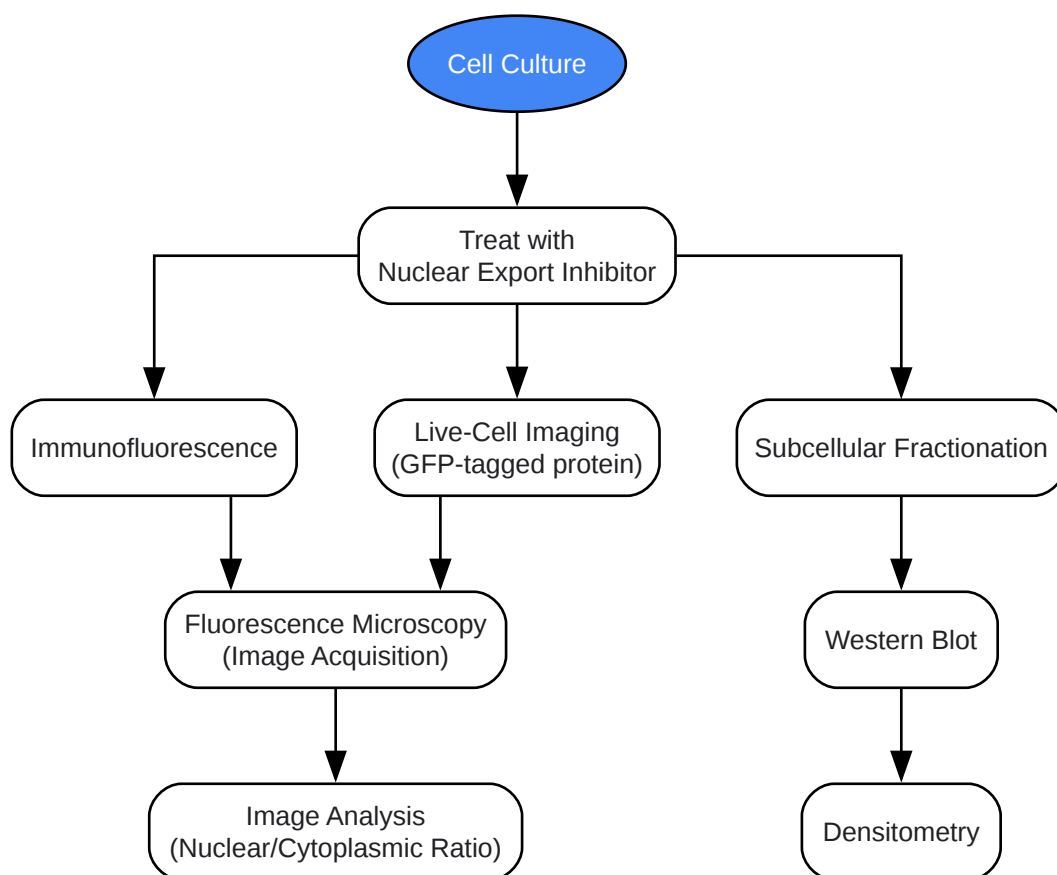 Cell Culture
Treat with
Nuclear Export Inhibitor
Immunofluorescence
Live-Cell Imaging
(GFP-tagged protein)
Subcellular Fractionation
Fluorescence Microscopy
(Image Acquisition)
Western Blot
Image Analysis
(Nuclear/Cytoplasmic Ratio)
Densitometry